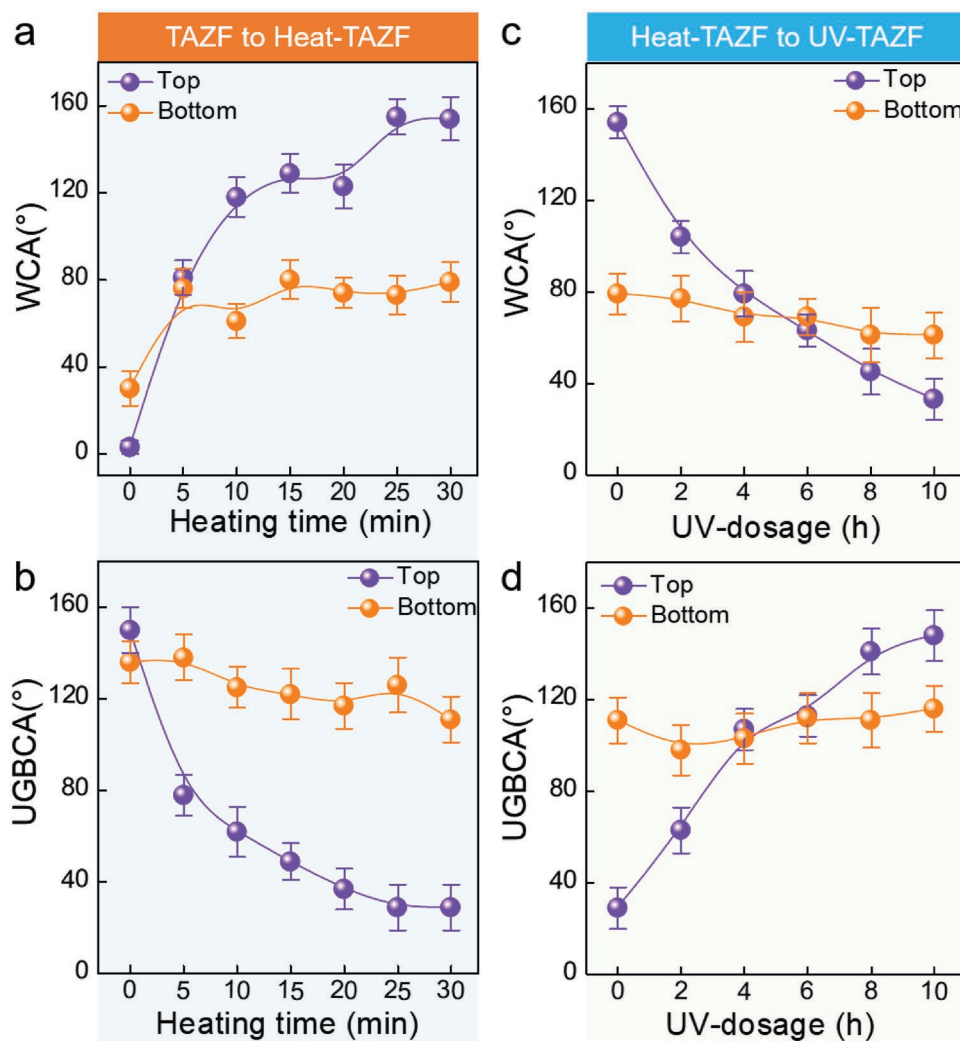 a
TAZF to Heat-TAZF
Top
Bottom
WCA(°)
160
120
80
40
0
0 5 10 15 20 25 30
Heating time (min)
c
Heat-TAZF to UV-TAZF
Top
Bottom
WCA(°)
160
120
80
40
0
0 2 4 6 8 10
UV-dosage (h)
b
Top
Bottom
UGBCA(°)
160
120
80
40
0
0 5 10 15 20 25 30
Heating time (min)
d
Top
Bottom
UGBCA(°)
160
120
80
40
0
0 2 4 6 8 10
UV-dosage (h)